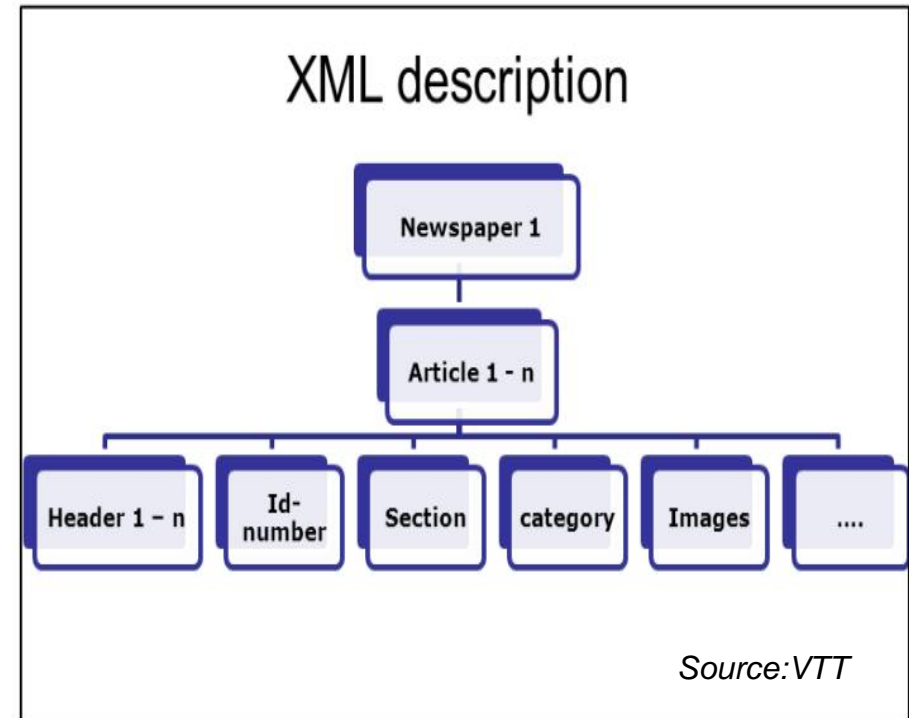 XML description
Newspaper 1
Article 1 - n
Header 1 – n
Id-
number
Section
category
Images
....
Source:VTT